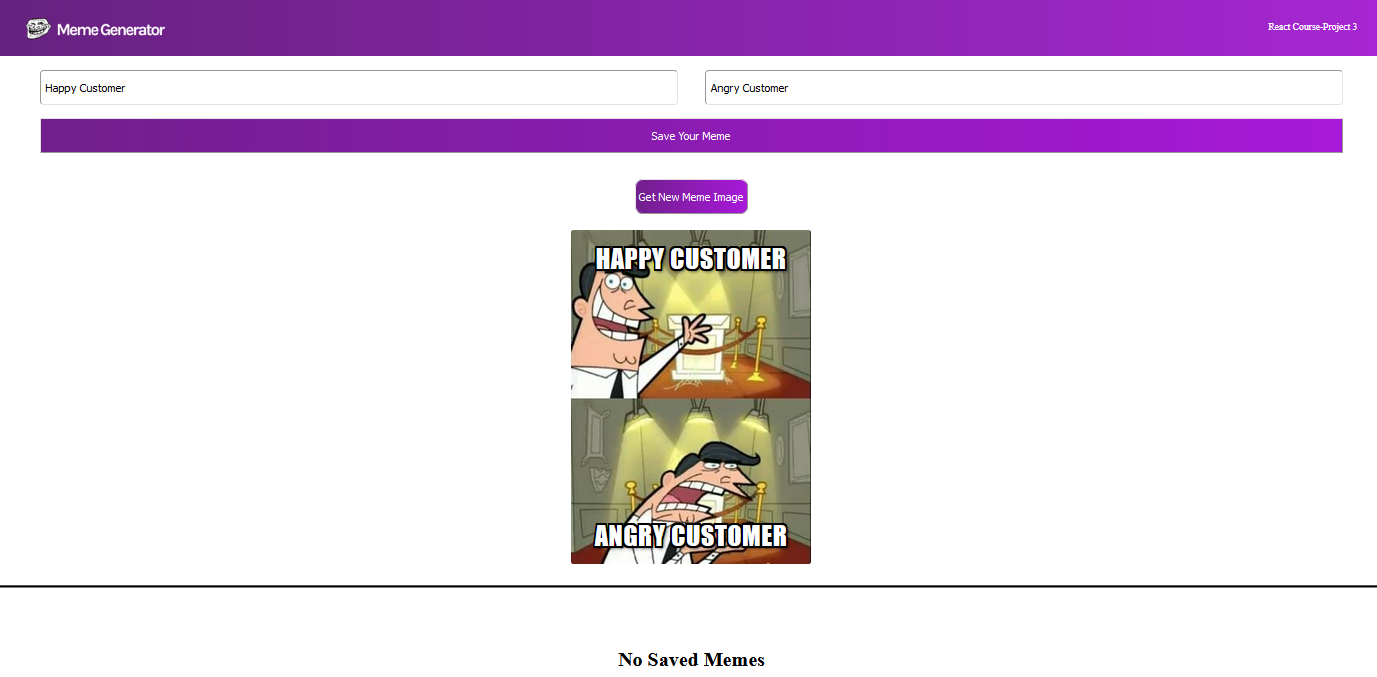 Meme Generator
React Course-Project 3
Happy Customer
Angry Customer
Save Your Meme
Get New Meme Image
HAPPY CUSTOMER
ANGRY CUSTOMER
No Saved Memes